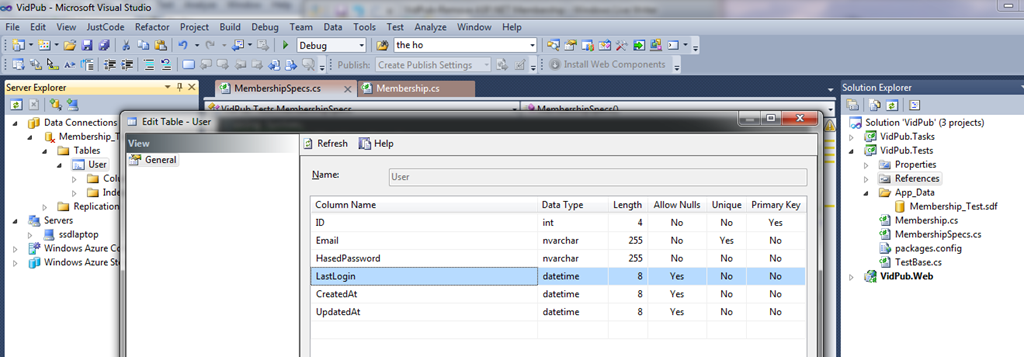 VidPub - Microsoft Visual Studio
File Edit View JustCode Refactor Project Build Debug Team Data Tools Test Analyze Window Help
Debug the ho
Publish: Create Publish Settings Install Web Components
Server Explorer
Data Connections
Membership_T
Tables
User
Colu
Inde
Replication
Servers
ssdlaptop
Windows Azure Co
Windows Azure Sto
MembershipSpecs.cs Membership.cs
VidPub.Tests.MembershipSpecs MembershipSpecs()
Edit Table - User
View
General
Refresh Help
Name: User
Column Name Data Type Length Allow Nulls Unique Primary Key
ID int 4 No No Yes
Email nvarchar 255 No Yes No
HasedPassword nvarchar 255 No No No
LastLogin datetime 8 Yes No No
CreatedAt datetime 8 Yes No No
UpdatedAt datetime 8 Yes No No
Solution Explorer
Solution 'VidPub' (3 projects)
VidPub.Tasks
VidPub.Tests
Properties
References
App_Data
Membership_Test.sdf
Membership.cs
MembershipSpecs.cs
packages.config
TestBase.cs
VidPub.Web